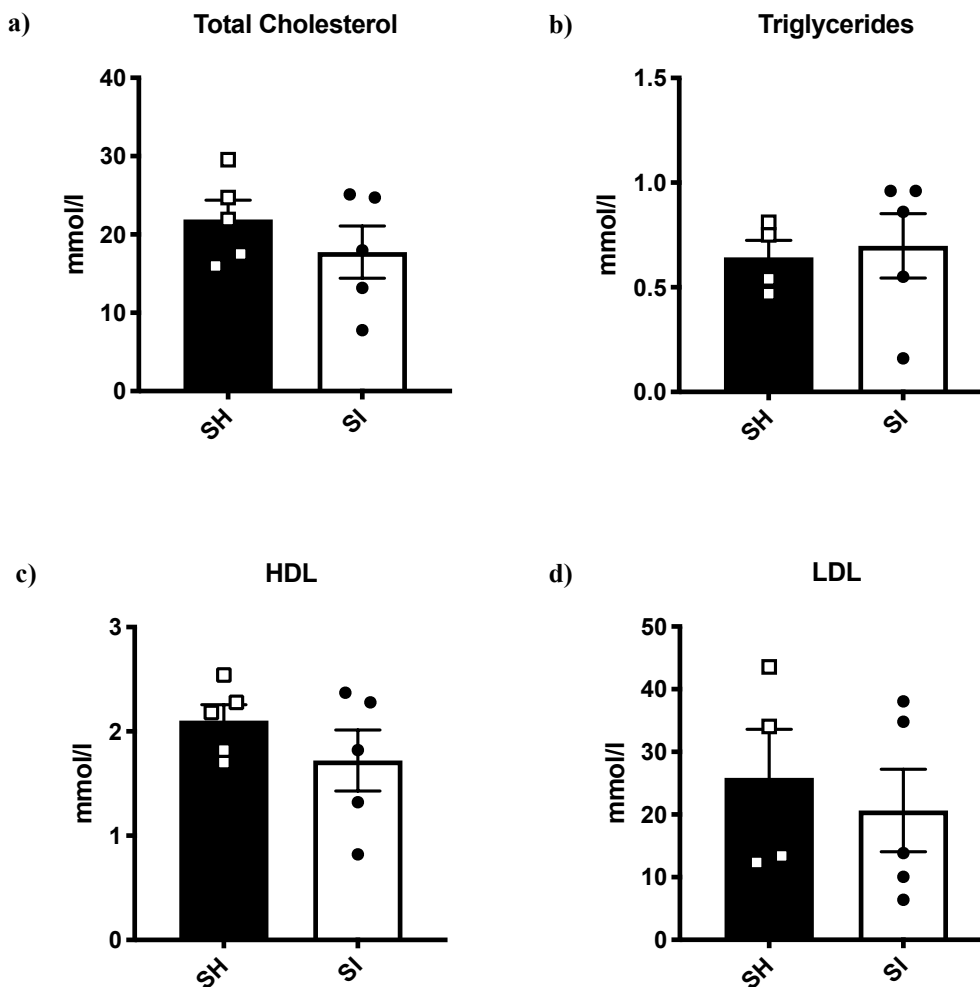 a)
Total Cholesterol
40
30
20
10
0
mmol/l
SH
SI
b)
Triglycerides
1.5
1.0
0.5
0.0
mmol/l
SH
SI
c)
HDL
3
2
1
0
mmol/l
SH
SI
d)
LDL
50
40
30
20
10
0
mmol/l
SH
SI